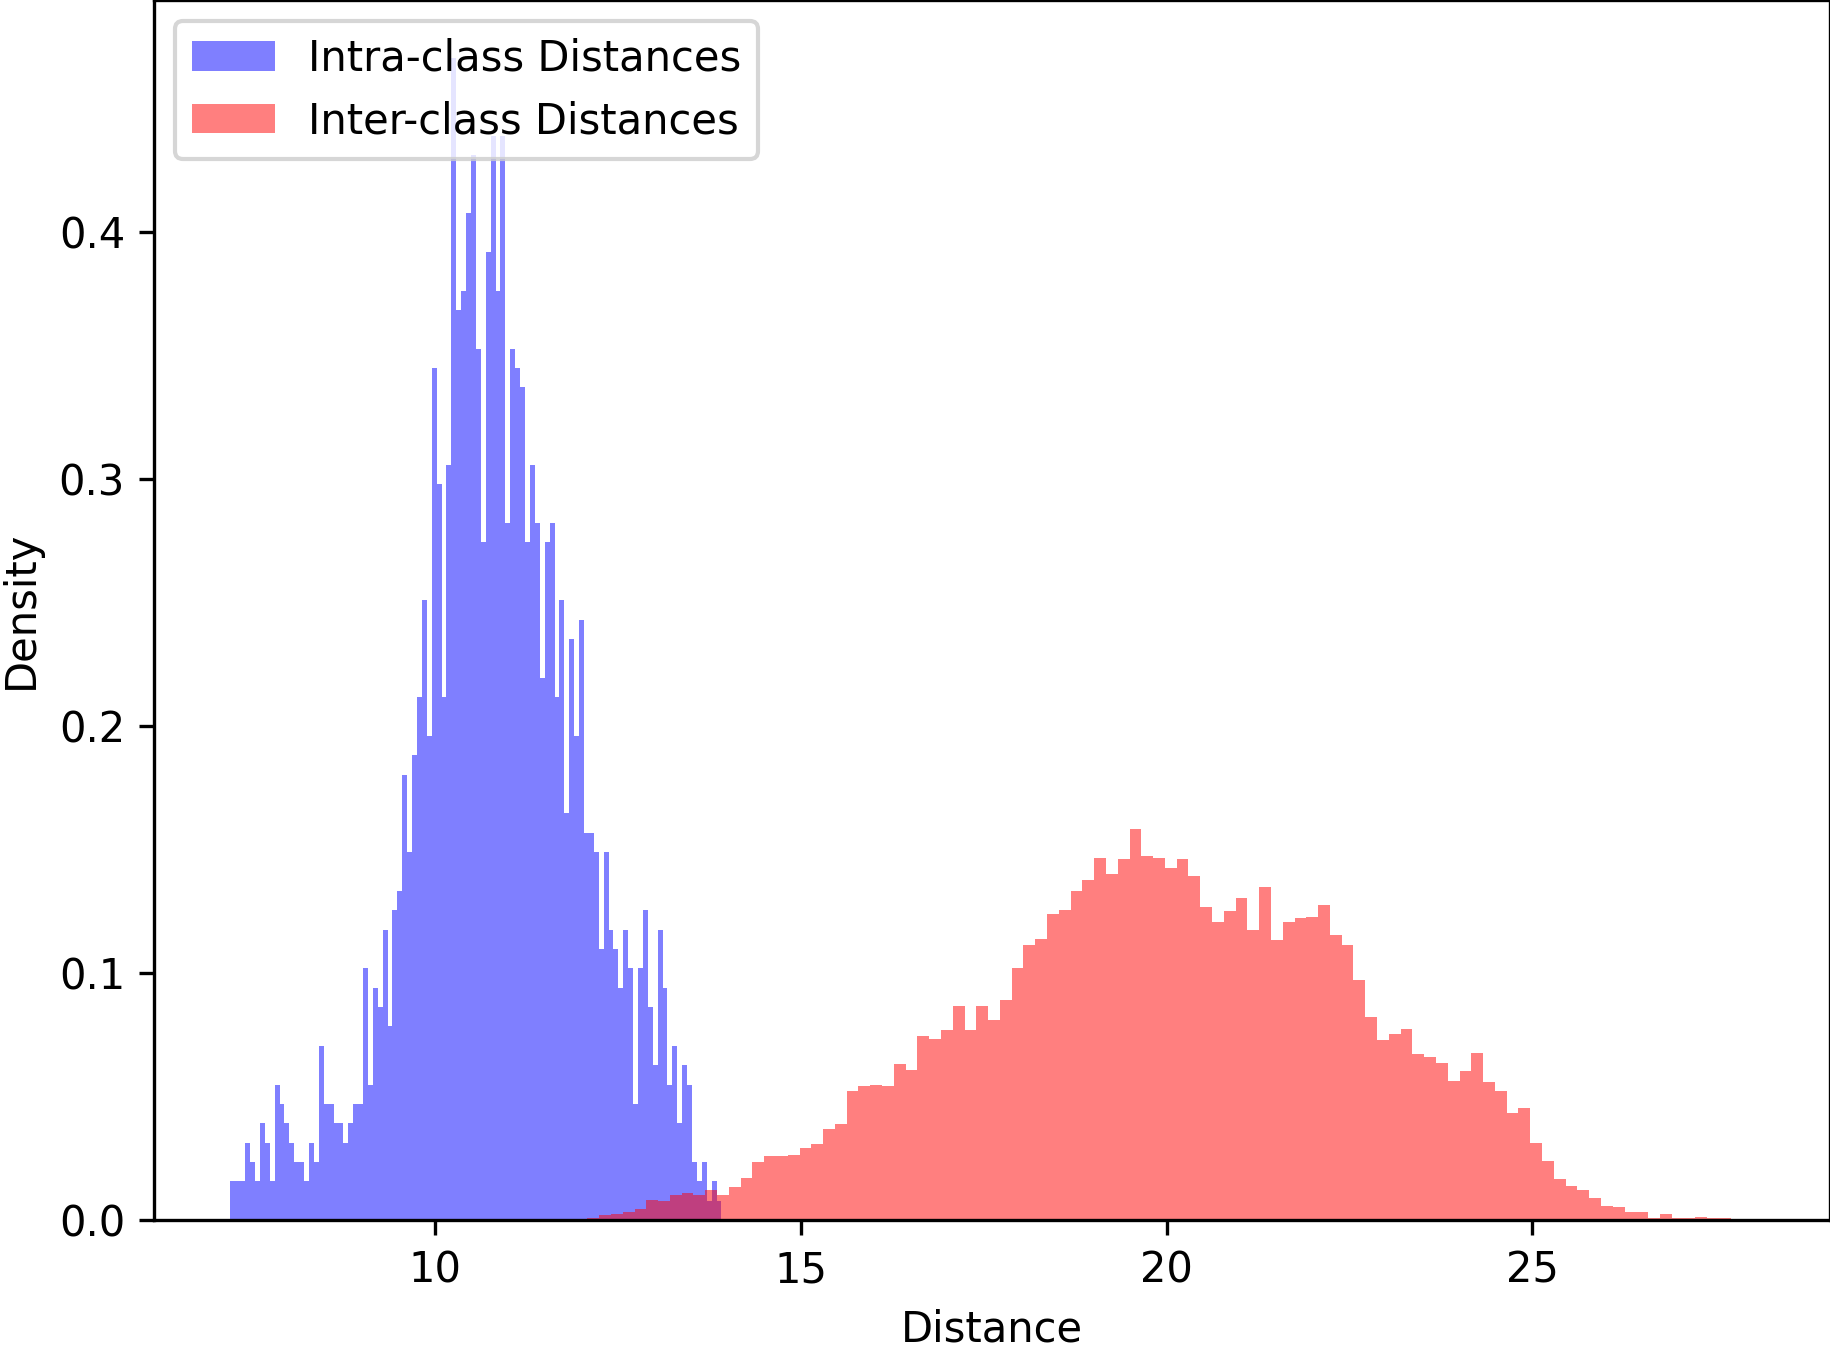 Intra-class Distances
Inter-class Distances
0.4
0.3
0.2
0.1
0.0
Density
10 15 20 25
Distance